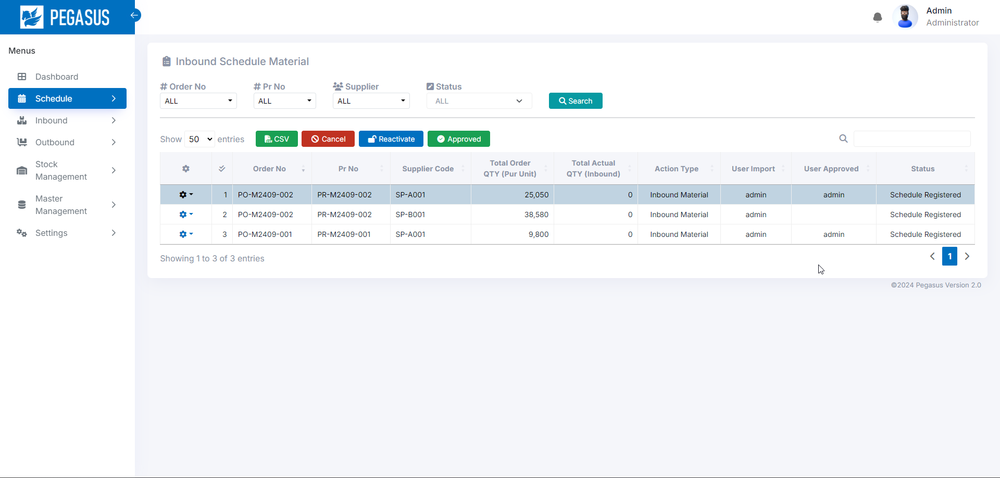 PEGASUS
Admin
Administrator
Menus
Dashboard
Schedule
Inbound
Outbound
Stock
Management
Master
Management
Settings
Inbound Schedule Material
# Order No
# Pr No
Supplier
Status
ALL
ALL
ALL
ALL
Search
Show 50 entries
CSV
Cancel
Reactivate
Approved
Order No
Pr No
Supplier Code
Total Order
QTY (Pur Unit)
Total Actual
QTY (Inbound)
Action Type
User Import
User Approved
Status
1 PO-M2409-002 PR-M2409-002 SP-A001 25,050 0 Inbound Material admin admin Schedule Registered
2 PO-M2409-002 PR-M2409-002 SP-B001 38,580 0 Inbound Material admin Schedule Registered
3 PO-M2409-001 PR-M2409-001 SP-A001 9,800 0 Inbound Material admin admin Schedule Registered
Showing 1 to 3 of 3 entries
1
©2024 Pegasus Version 2.0